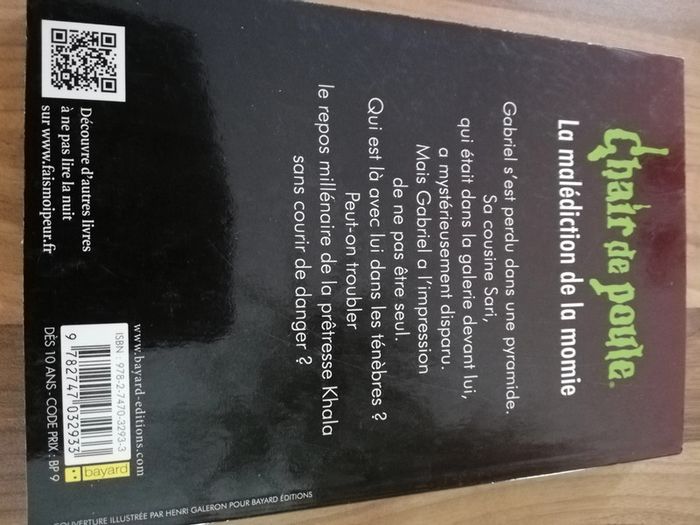 Chair de poule.
La malédiction de la momie
Gabriel s'est perdu dans une pyramide.
Sa cousine Sari,
qui était dans la galerie devant lui,
a mystérieusement disparu.
Mais Gabriel a l'impression
de ne pas être seul.
Qui est là avec lui dans les ténèbres ?
Peut-on troubler
le repos millénaire de la prêtresse Khala
sans courir de danger ?
Découvre d'autres livres
à ne pas lire la nuit
sur www.faismoipeur.fr
www.bayard-editions.com
ISBN : 978-2-7470-3293-3
9 782747 032933
bayard
DÈS 10 ANS - CODE PRIX : BP 9
COUVERTURE ILLUSTRÉE PAR HENRI GALERON POUR BAYARD ÉDITIONS